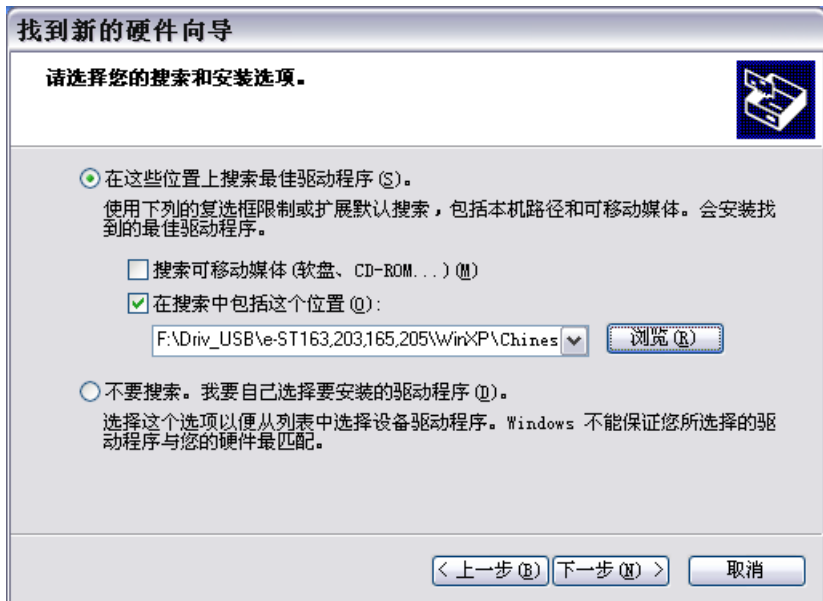 找到新的硬件向导
请选择您的搜索和安装选项。
在这些位置上搜索最佳驱动程序(S)。
使用下列的复选框限制或扩展默认搜索，包括本机路径和可移动媒体。会安装找
到的最佳驱动程序。
搜索可移动媒体(软盘、CD-ROM...)(M)
在搜索中包括这个位置(O):
F:\Driv_USB\e-ST163,203,165,205\WinXP\Chines
浏览(R)
不要搜索。我要自己选择要安装的驱动程序(D)。
选择这个选项以便从列表中选择设备驱动程序。Windows 不能保证您所选择的驱
动程序与您的硬件最匹配。
< 上一步(B) 下一步(N) > 取消